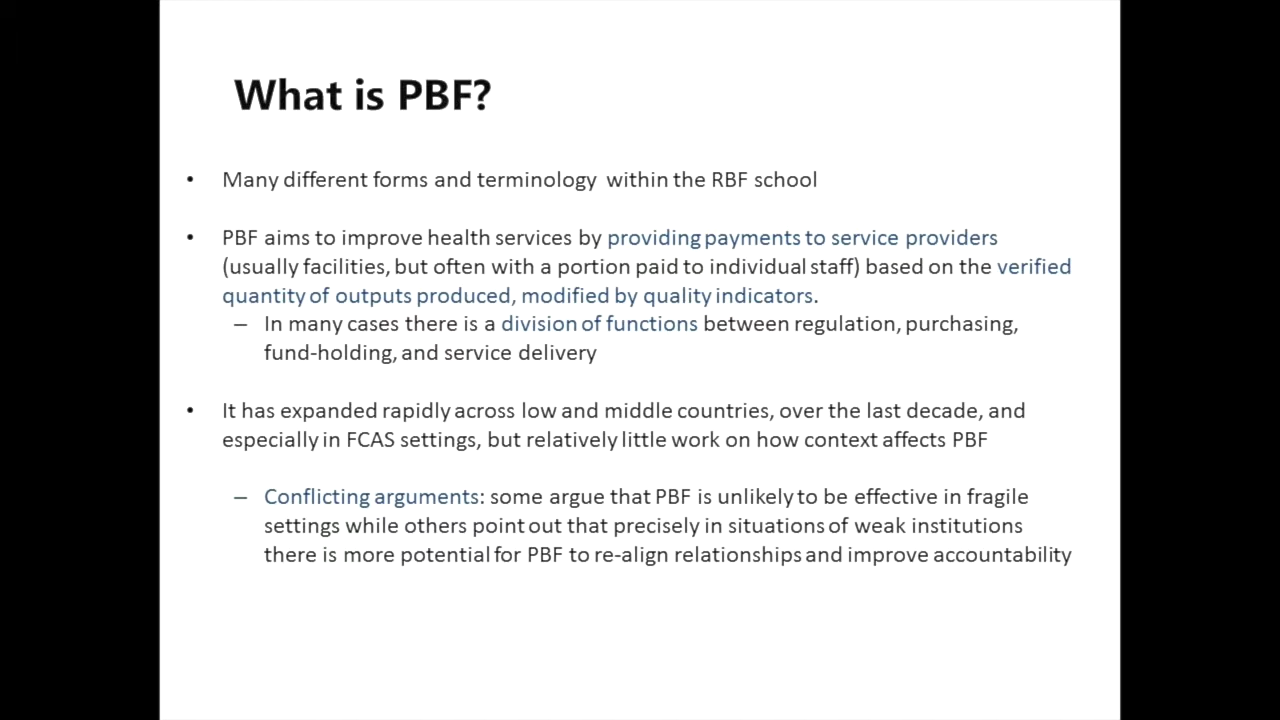 What is PBF?
• Many different forms and terminology within the RBF school
• PBF aims to improve health services by providing payments to service providers
(usually facilities, but often with a portion paid to individual staff) based on the verified
quantity of outputs produced, modified by quality indicators.
– In many cases there is a division of functions between regulation, purchasing,
fund-holding, and service delivery
• It has expanded rapidly across low and middle countries, over the last decade, and
especially in FCAS settings, but relatively little work on how context affects PBF
– Conflicting arguments: some argue that PBF is unlikely to be effective in fragile
settings while others point out that precisely in situations of weak institutions
there is more potential for PBF to re-align relationships and improve accountability